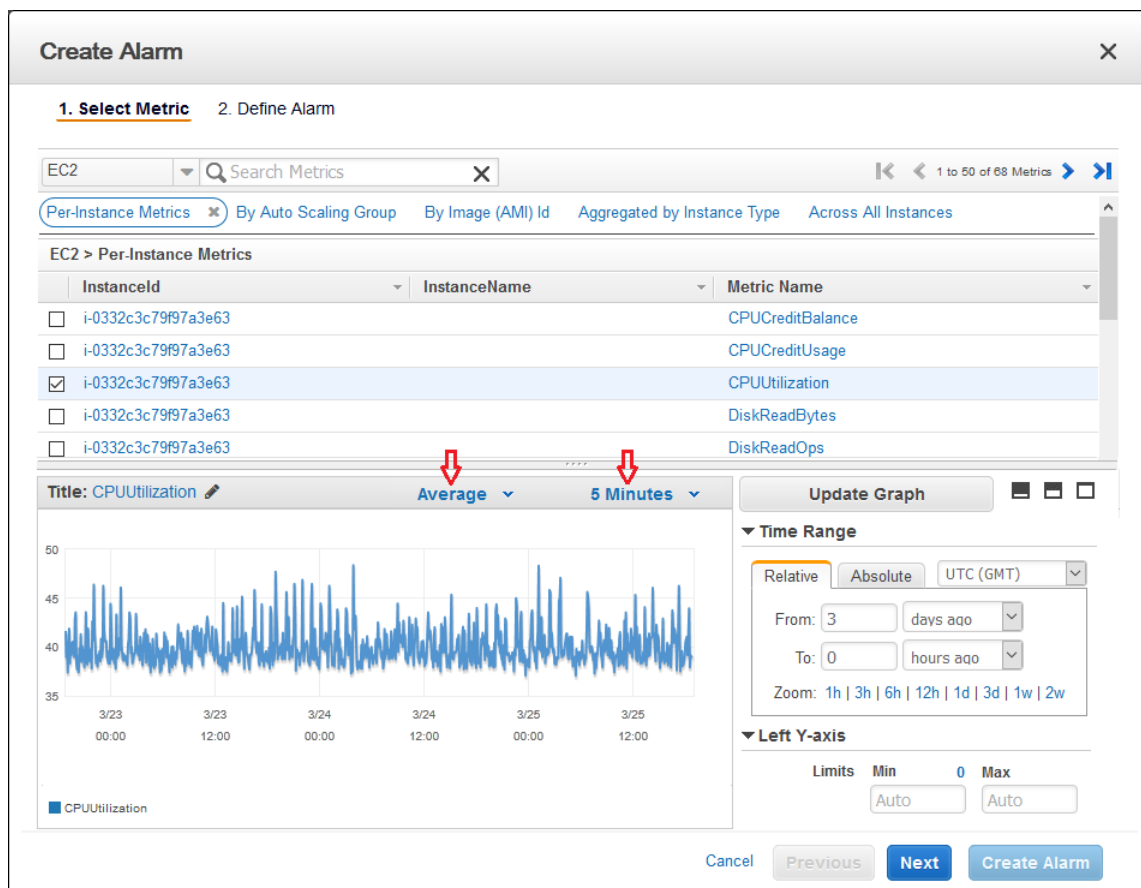 Create Alarm
1. Select Metric 2. Define Alarm
EC2 Search Metrics 1 to 50 of 68 Metrics
Per-Instance Metrics By Auto Scaling Group By Image (AMI) Id Aggregated by Instance Type Across All Instances
EC2 > Per-Instance Metrics
InstanceId InstanceName Metric Name
i-0332c3c79f97a3e63 CPUCreditBalance
i-0332c3c79f97a3e63 CPUCreditUsage
i-0332c3c79f97a3e63 CPUUtilization
i-0332c3c79f97a3e63 DiskReadBytes
i-0332c3c79f97a3e63 DiskReadOps
Title: CPUUtilization Average 5 Minutes
50
45
40
35
3/23 3/23 3/24 3/24 3/25 3/25
00:00 12:00 00:00 12:00 00:00 12:00
CPUUtilization
Update Graph
Time Range
Relative Absolute UTC (GMT)
From: 3 days ago
To: 0 hours ago
Zoom: 1h | 3h | 6h | 12h | 1d | 3d | 1w | 2w
Left Y-axis
Limits Min 0 Max
Auto Auto
Cancel Previous Next Create Alarm